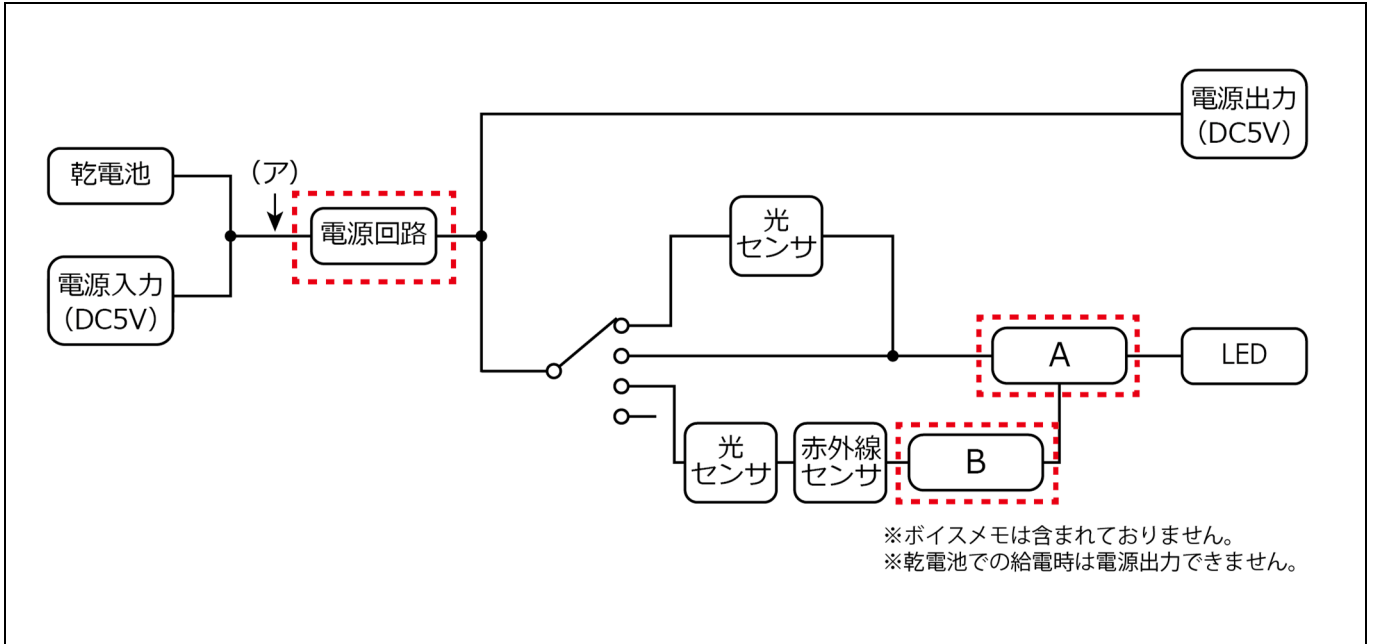 電源出力
(DC5V)
乾電池
(ア)
電源回路
電源入力
(DC5V)
光
センサ
A
LED
光
センサ
赤外線
センサ
B
※ボイスメモは含まれておりません。
※乾電池での給電時は電源出力できません。